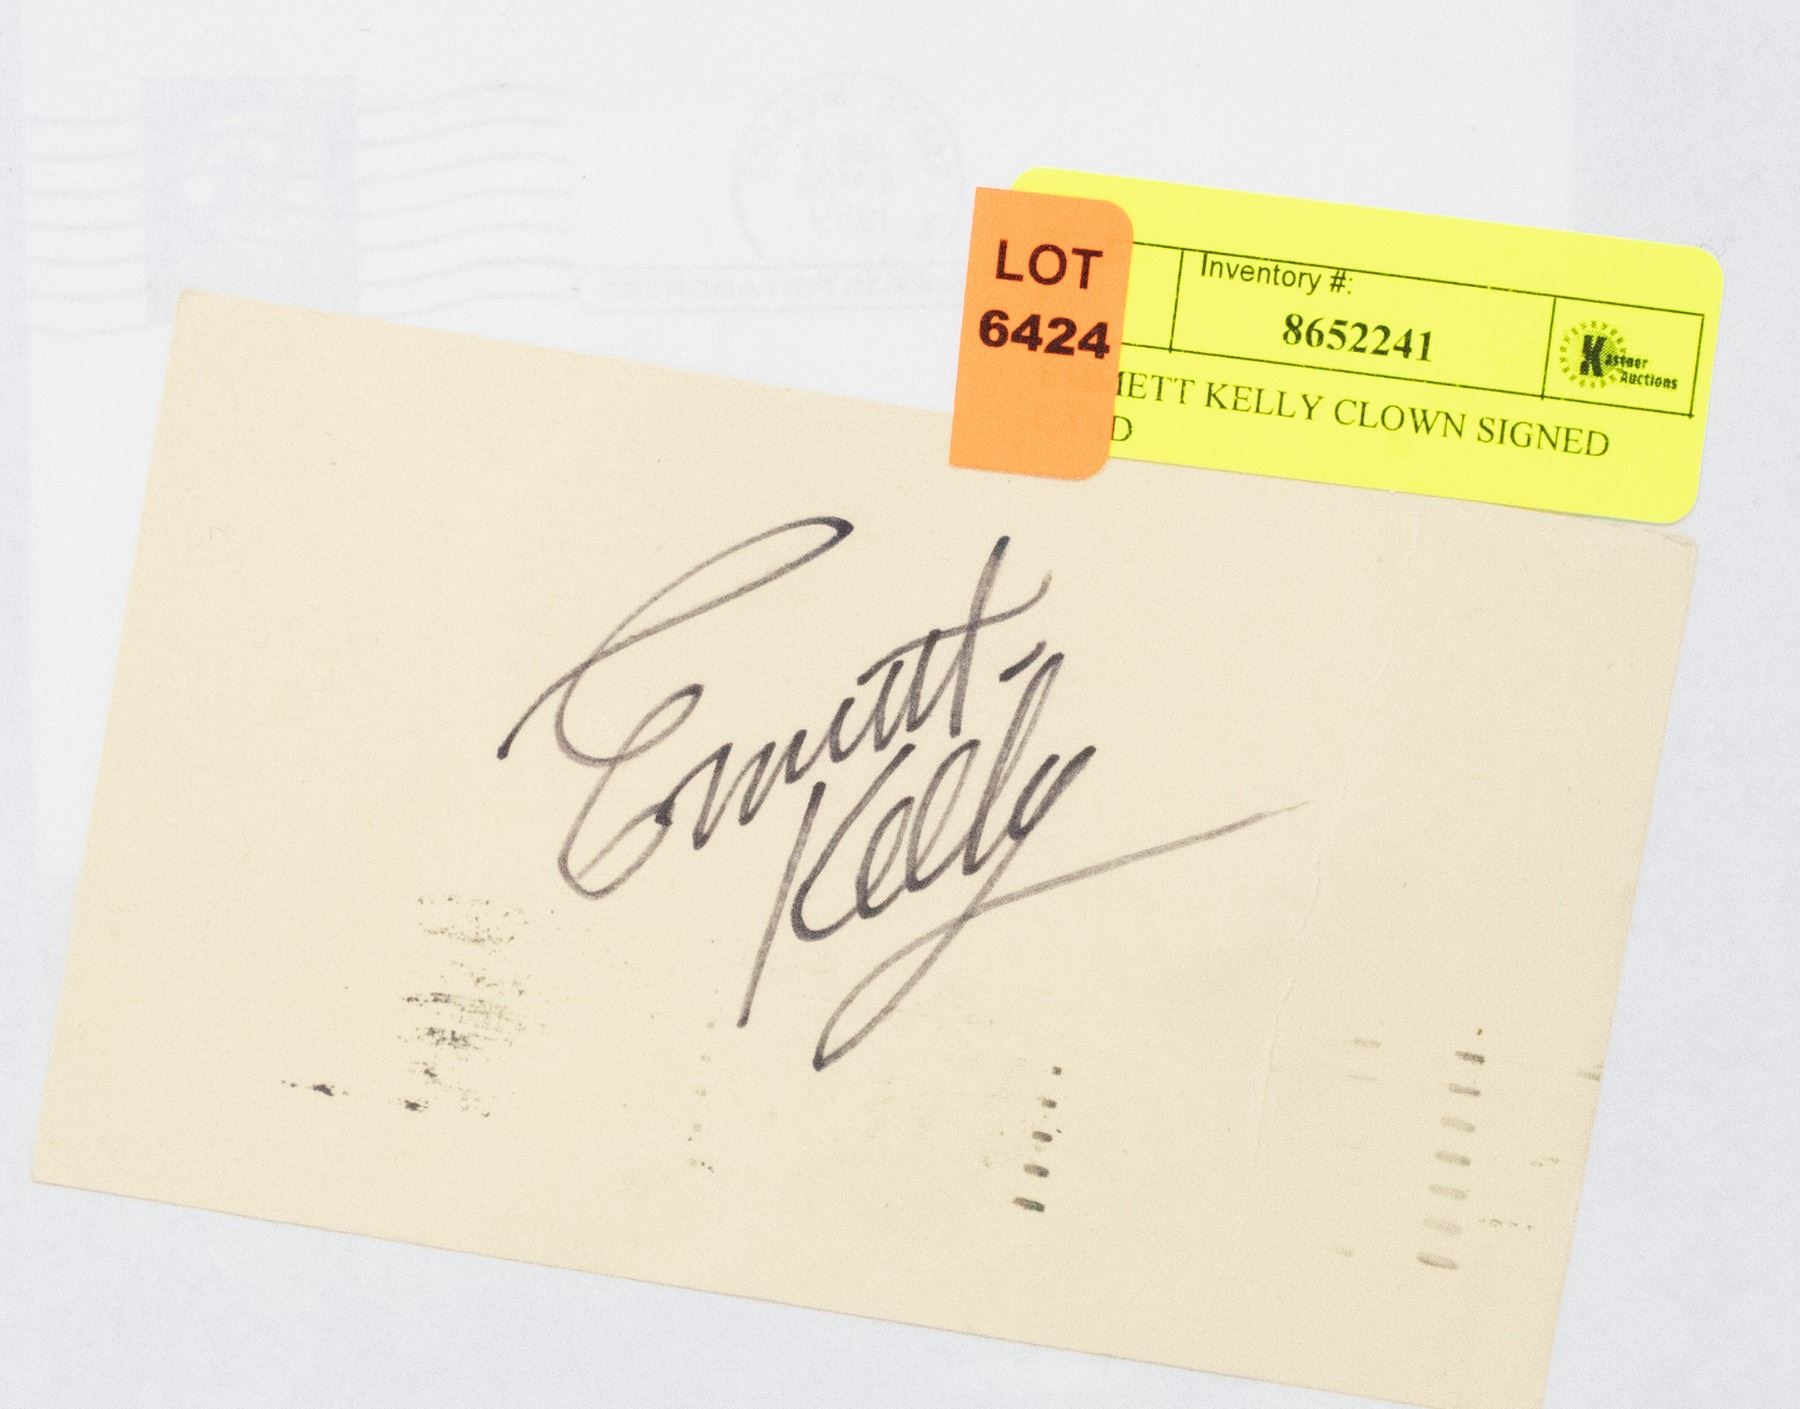 LOT
6424
Inventory #:
8652241
Kastner
Auctions
METT KELLY CLOWN SIGNED
D
Emmett
Kelly